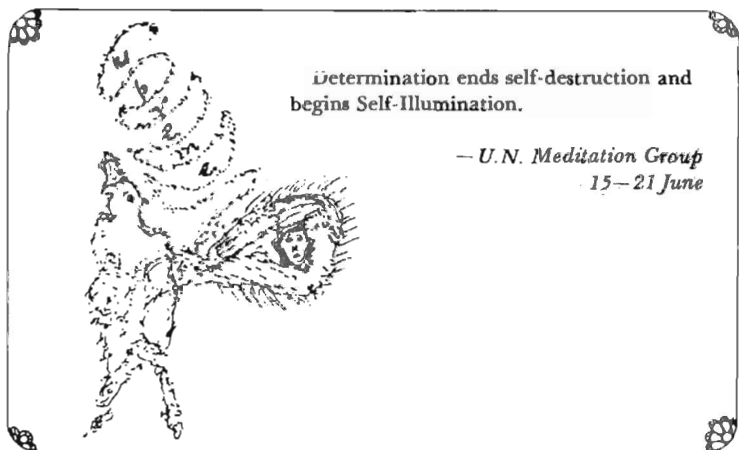 Determination ends self-destruction and
begins Self-Illumination.
— U.N. Meditation Group
15—21 June